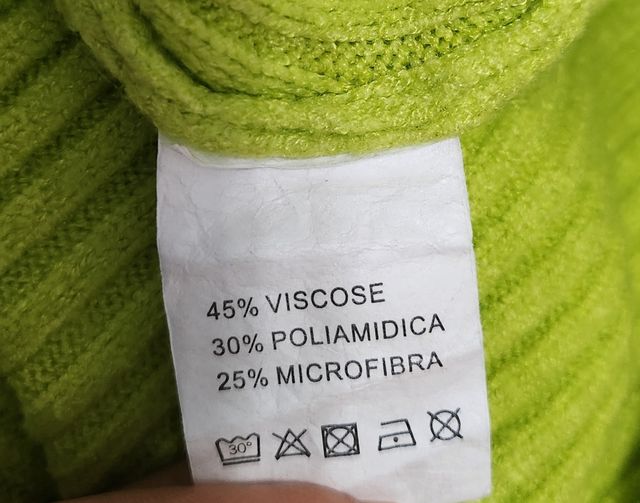 45% VISCOSE
30% POLIAMIDICA
25% MICROFIBRA
30°